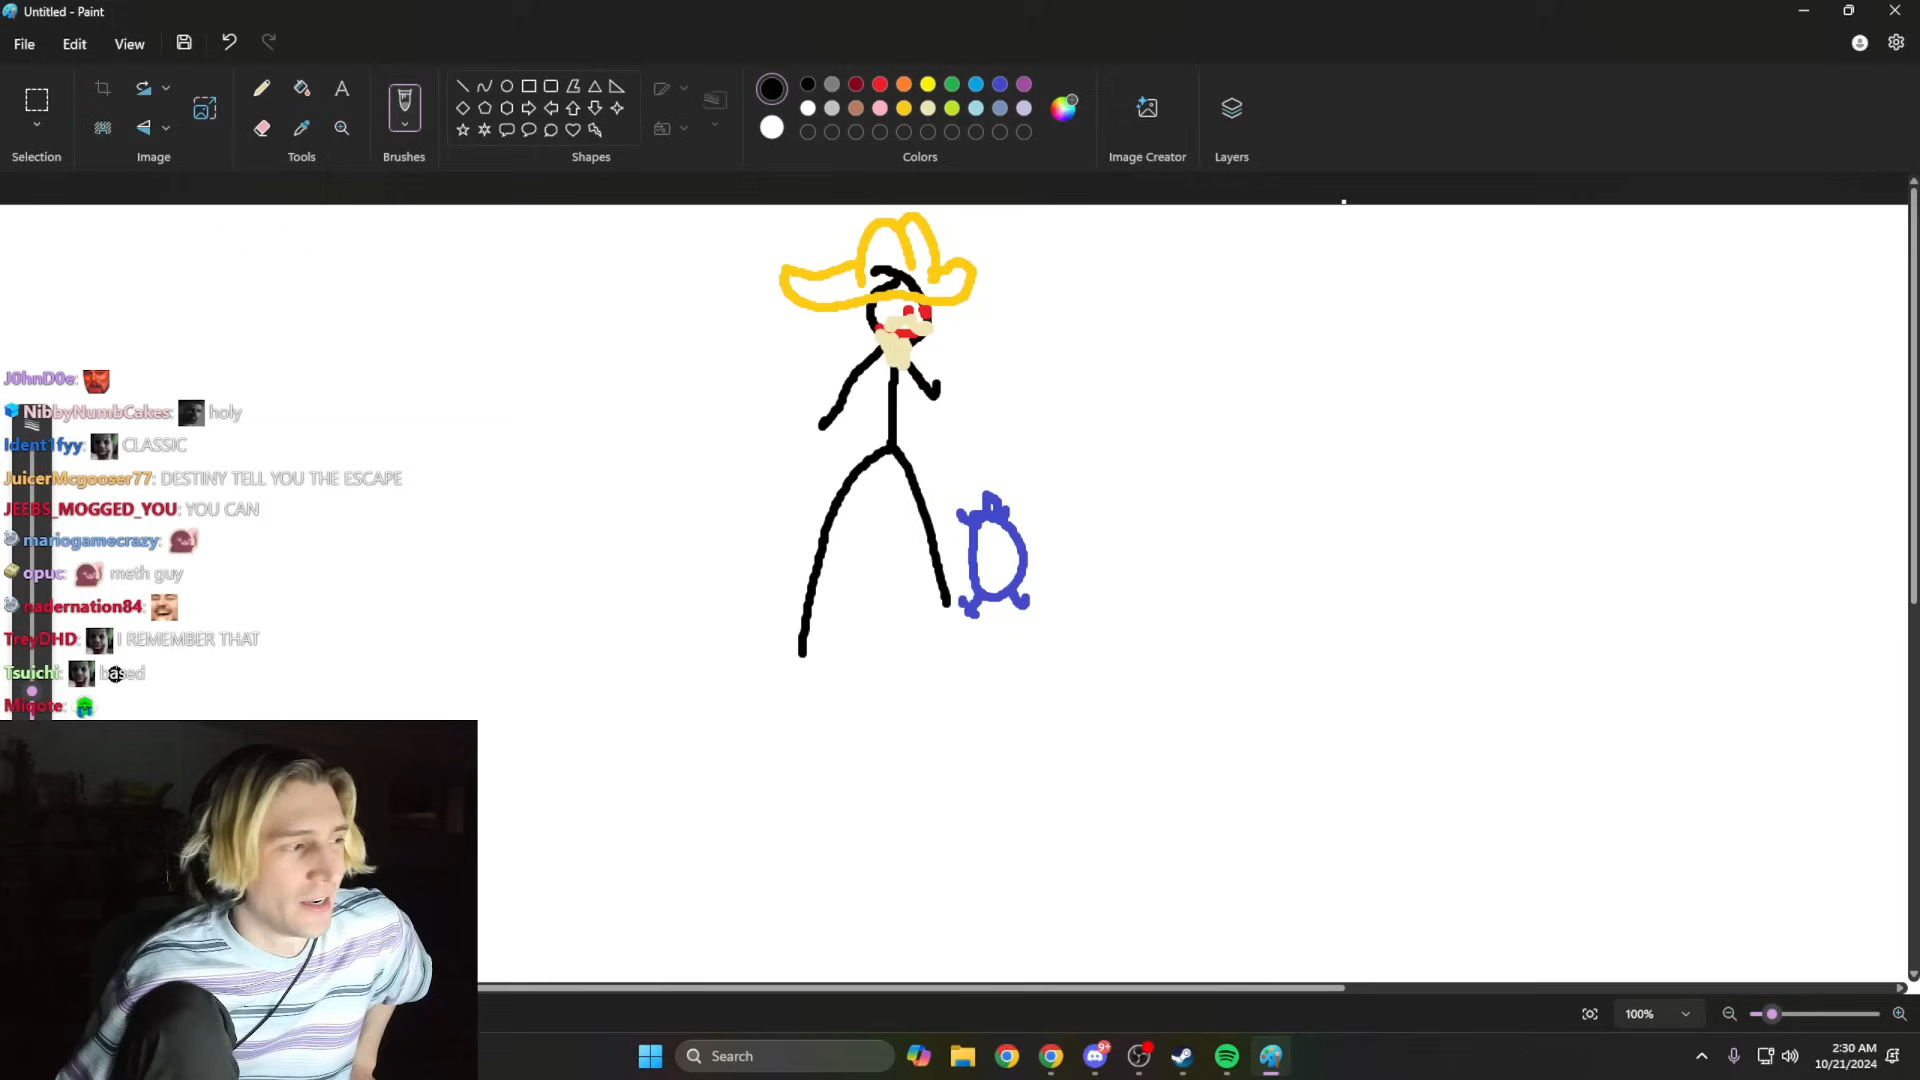 Untitled - Paint
File Edit View
Selection Image Tools Brushes Shapes Colors Image Creator Layers
J0hnD0e:
NibbyNumbCakes: holy
Ident1fyy: CLASSIC
JuicerMcgooser77: DESTINY TELL YOU THE ESCAPE
JEEBS_MOGGED_YOU: YOU CAN
mariogamecrazy:
opuc: meth guy
nadernation84:
TreyDHD: I REMEMBER THAT
Tsuichi: based
Miqote:
100%
Search
9+
2:30 AM
10/21/2024